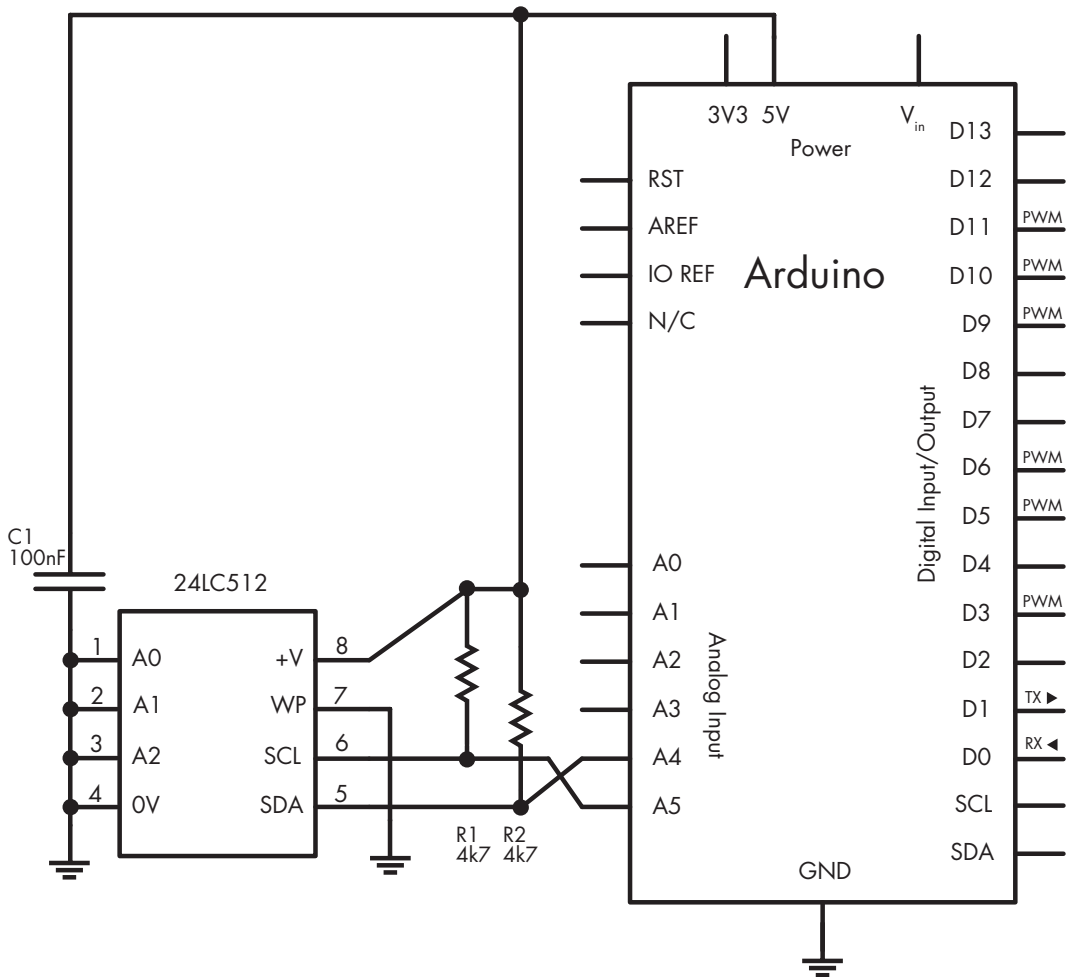 3V3 5V
Vin
Power
Arduino
RST
AREF
IO REF
N/C
A0
A1
A2
A3
A4
A5
Analog Input
D13
D12
D11 PWM
D10 PWM
D9 PWM
D8
D7
D6 PWM
D5 PWM
D4
D3 PWM
D2
D1 TX ▶
D0 RX ◀
SCL
SDA
Digital Input/Output
GND
C1
100nF
24LC512
1 A0 +V 8
2 A1 WP 7
3 A2 SCL 6
4 0V SDA 5
R1
4k7
R2
4k7